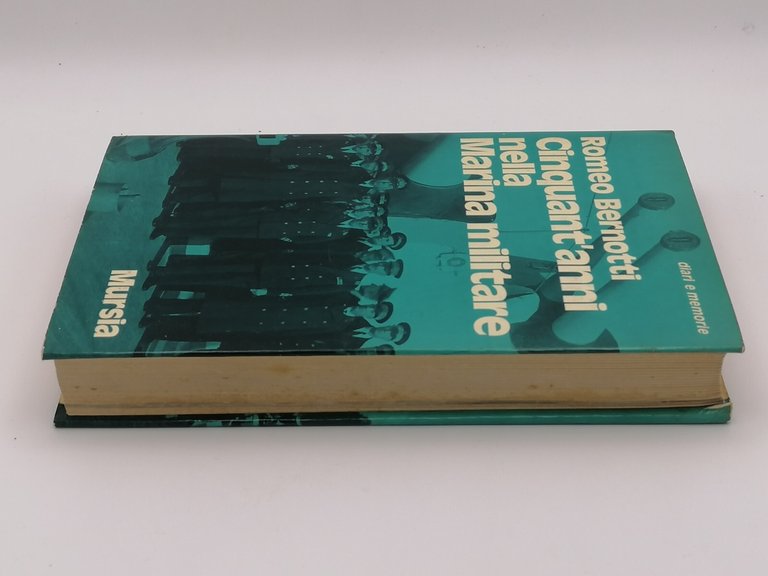 diari e memorie
Romeo Bernotti
Cinquant'anni
nella
Marina militare
Mursia